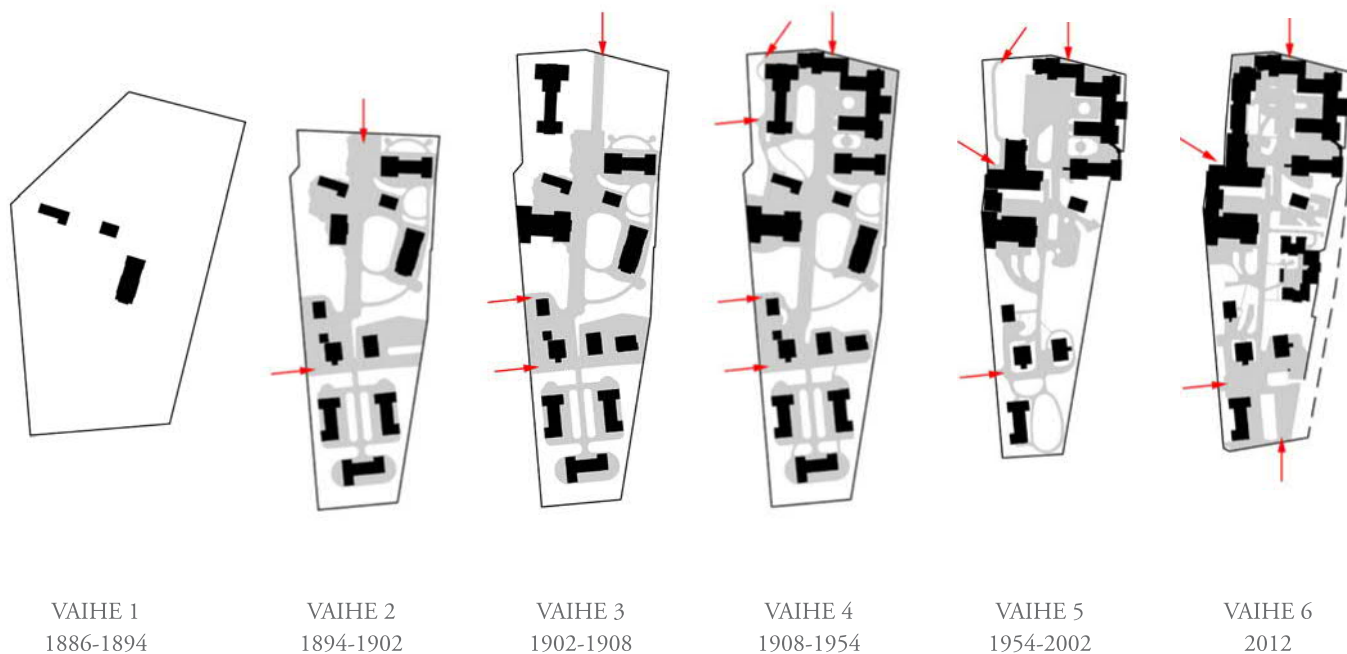 VAIHE 1
1886-1894
VAIHE 2
1894-1902
VAIHE 3
1902-1908
VAIHE 4
1908-1954
VAIHE 5
1954-2002
VAIHE 6
2012